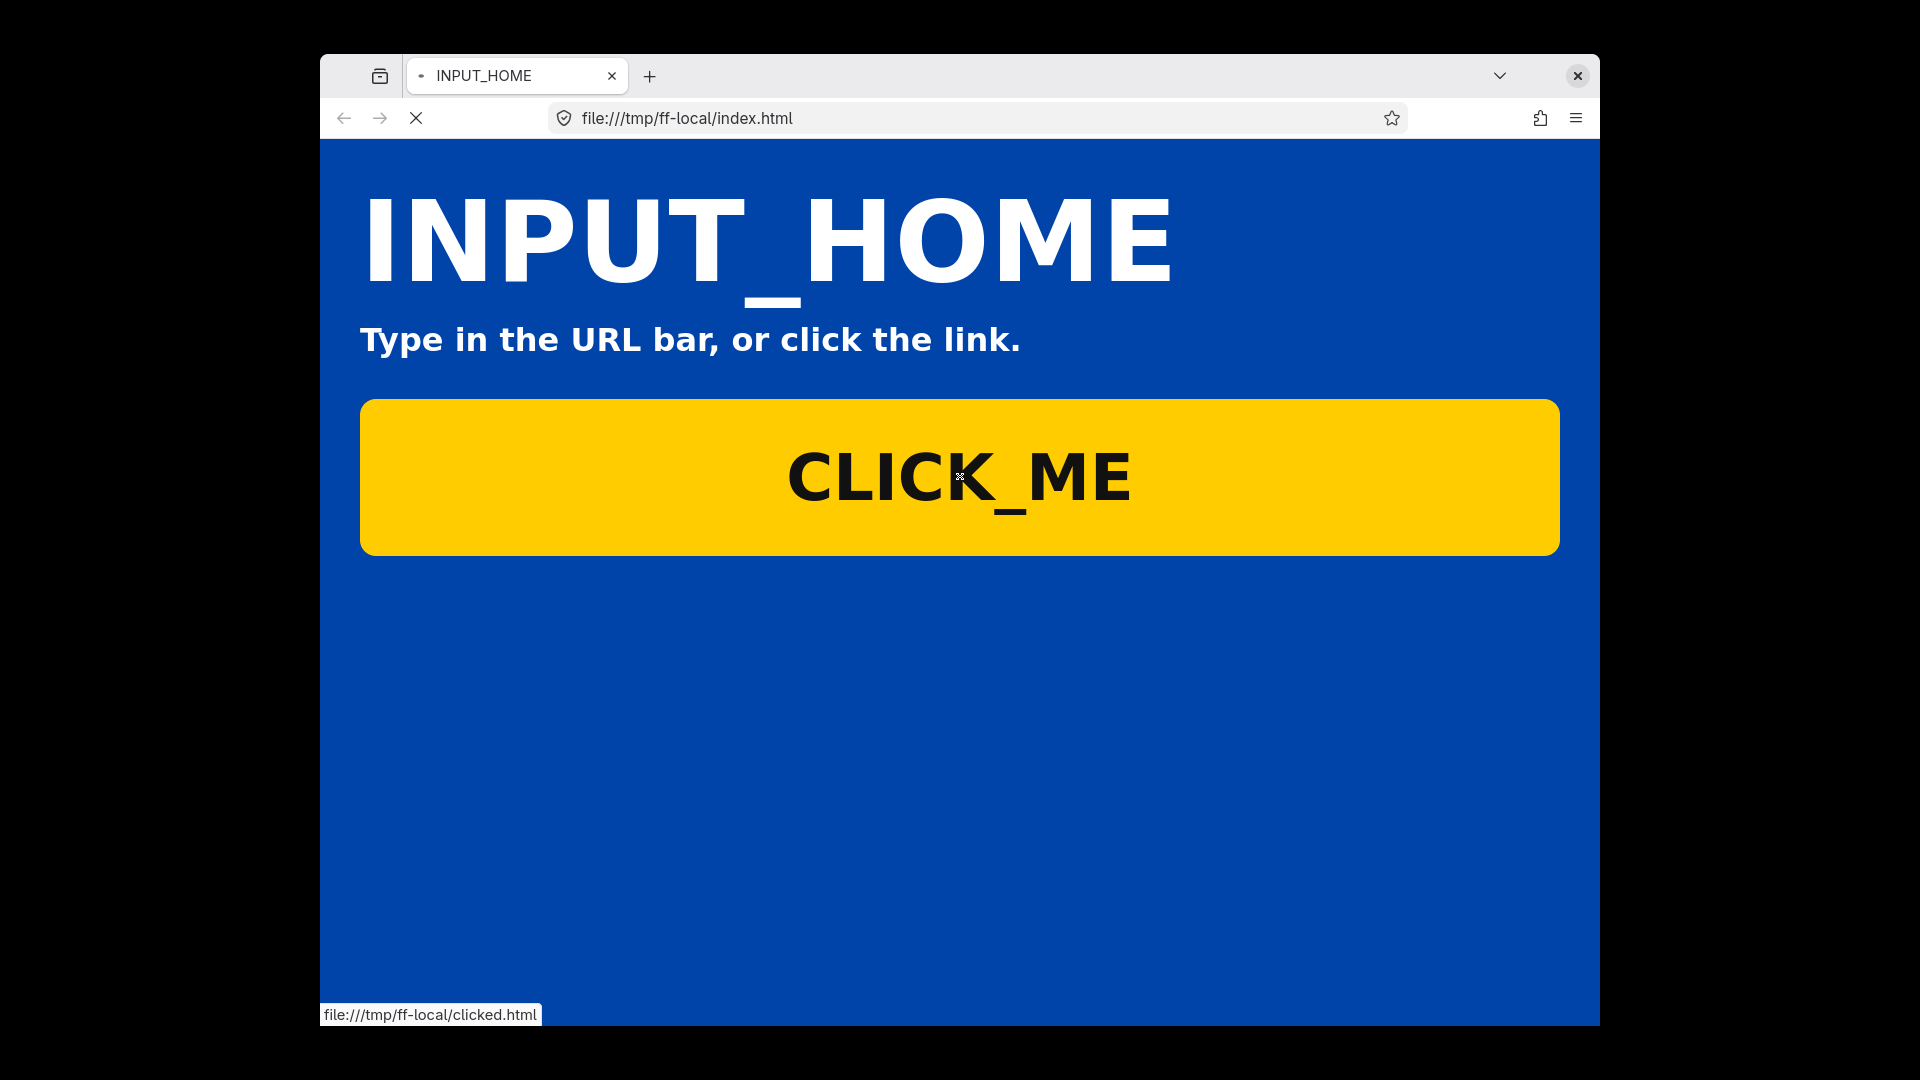 INPUT_HOME
file:///tmp/ff-local/index.html
INPUT_HOME
Type in the URL bar, or click the link.
CLICK_ME
file:///tmp/ff-local/clicked.html